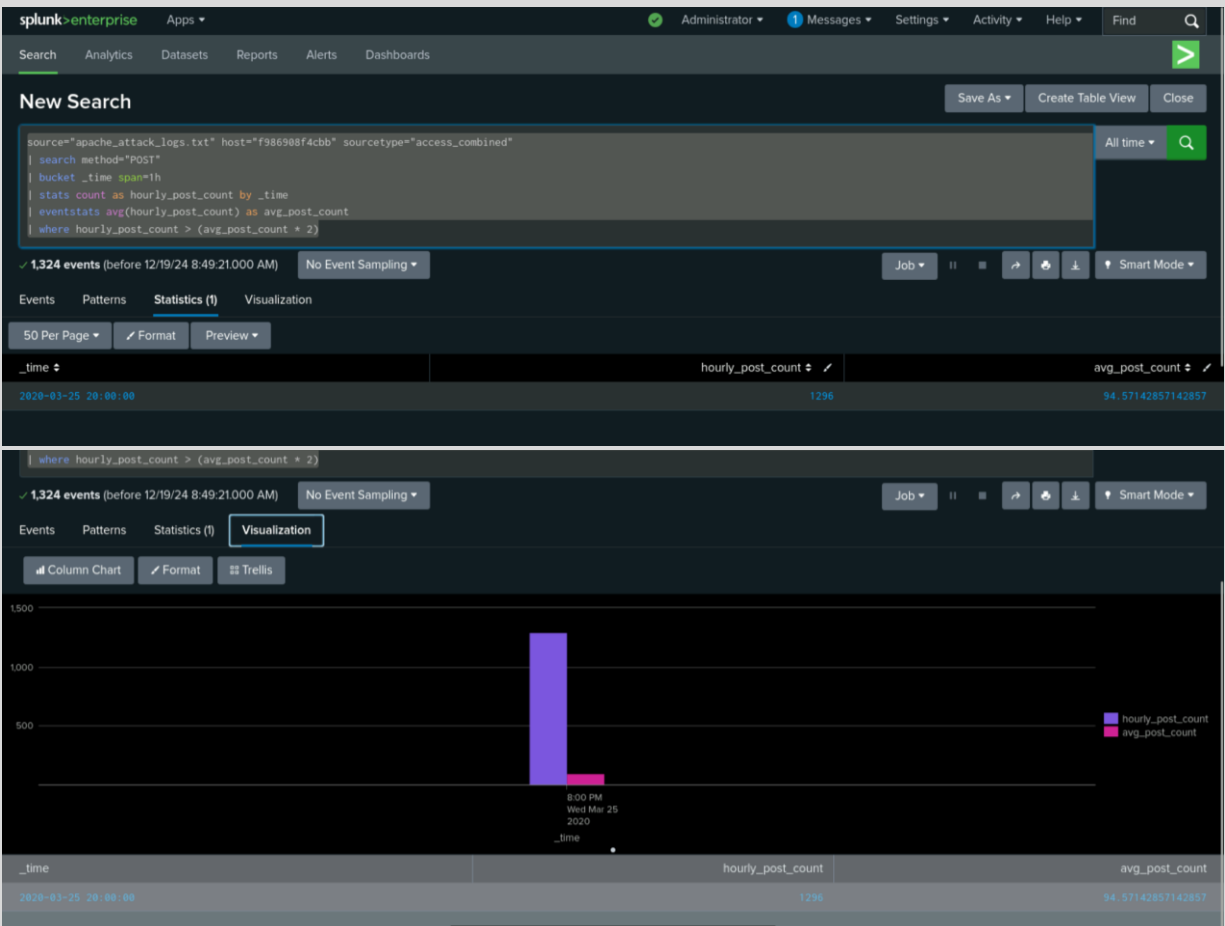 splunk>enterprise Apps Administrator 1 Messages Settings Activity Help Find
Search Analytics Datasets Reports Alerts Dashboards >
New Search Save As Create Table View Close
source="apache_attack_logs.txt" host="f986908f4cbb" sourcetype="access_combined" All time
| search method="POST"
| bucket _time span=1h
| stats count as hourly_post_count by _time
| eventstats avg(hourly_post_count) as avg_post_count
| where hourly_post_count > (avg_post_count * 2)
1,324 events (before 12/19/24 8:49:21.000 AM) No Event Sampling Job Smart Mode
Events Patterns Statistics (1) Visualization
50 Per Page Format Preview
_time hourly_post_count avg_post_count
2020-03-25 20:00:00 1296 94.57142857142857
| where hourly_post_count > (avg_post_count * 2)
1,324 events (before 12/19/24 8:49:21.000 AM) No Event Sampling Job Smart Mode
Events Patterns Statistics (1) Visualization
Column Chart Format Trellis
1,500
1,000
500
hourly_post_count
avg_post_count
8:00 PM
Wed Mar 25
2020
_time
_time hourly_post_count avg_post_count
2020-03-25 20:00:00 1296 94.57142857142857